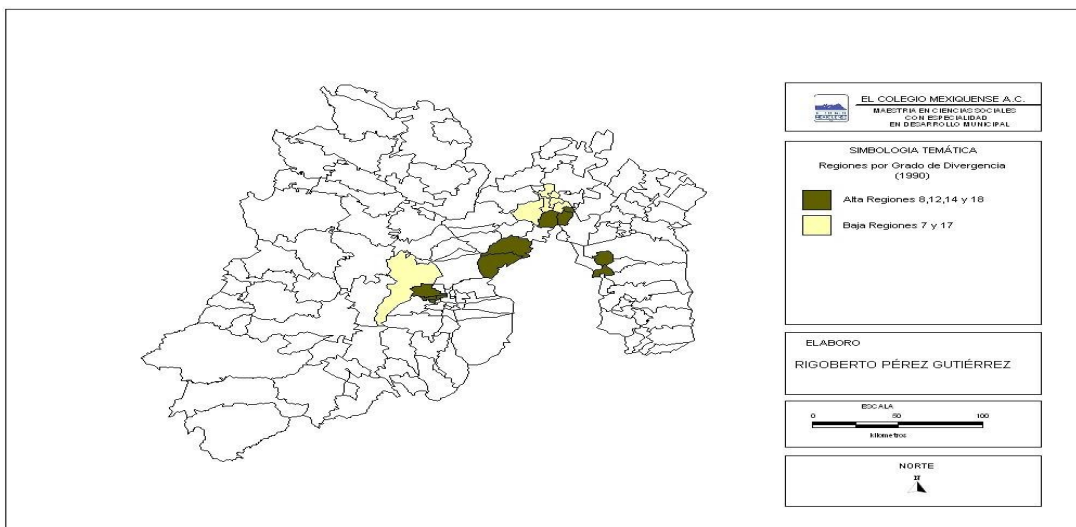 EL COLEGIO MEXIQUENSE A.C.
MAESTRIA EN CIENCIAS SOCIALES
CON ESPECIALIDAD
EN DESARROLLO MUNICIPAL
SIMBOLOGIA TEMÁTICA
Regiones por Grado de Divergencia
(1990)
Alta Regiones 8,12,14 y 18
Baja Regiones 7 y 17
ELABORO
RIGOBERTO PÉREZ GUTIÉRREZ
ESCALA
0 50 100
kilometros
NORTE